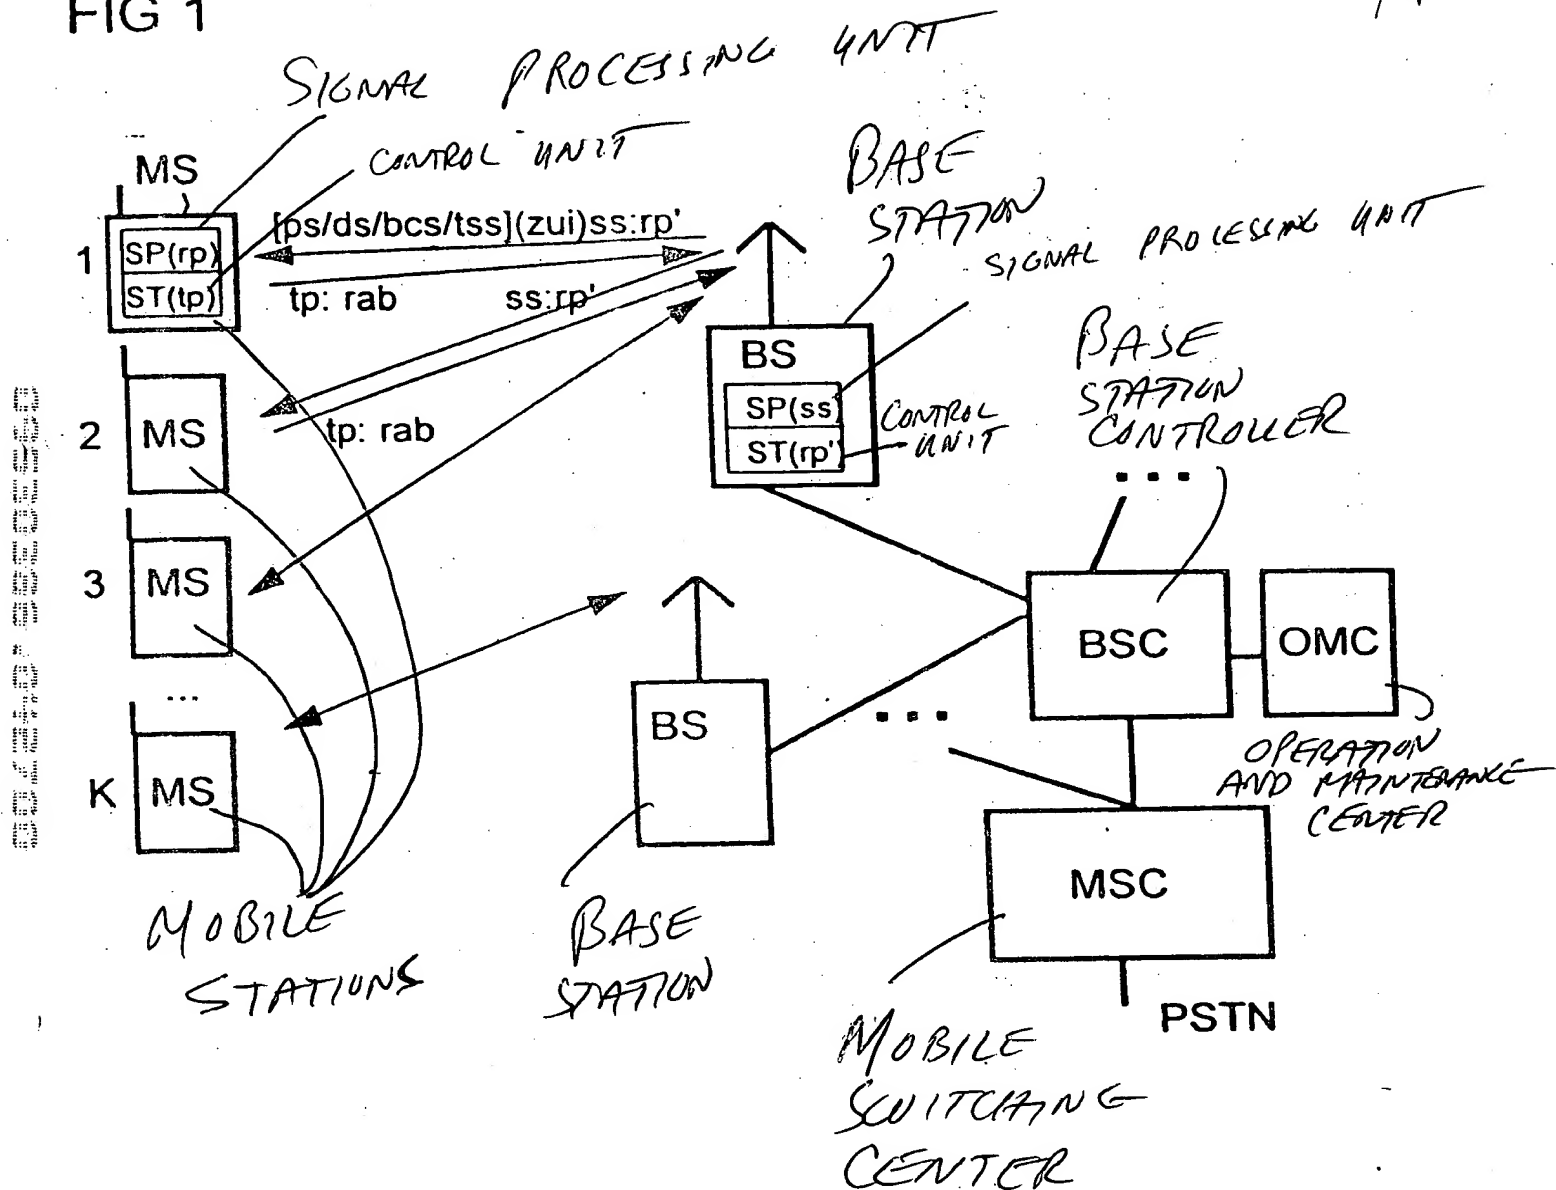 FIG 1
SIGNAL PROCESSING UNIT
CONTROL UNIT
MS
1
SP(rp)
ST(tp)
[ps/ds/bcs/tss](zui)ss:rp'
tp: rab
ss:rp'
BASE
STATION
SIGNAL PROCESSING UNIT
BS
SP(ss)
ST(rp')
CONTROL
UNIT
BASE
STATION
CONTROLLER
...
2
MS
tp: rab
3
MS
...
K
MS
MOBILE
STATIONS
BS
BASE
STATION
...
BSC
OMC
OPERATION
AND MAINTENANCE
CENTER
MSC
MOBILE
SWITCHING
CENTER
PSTN